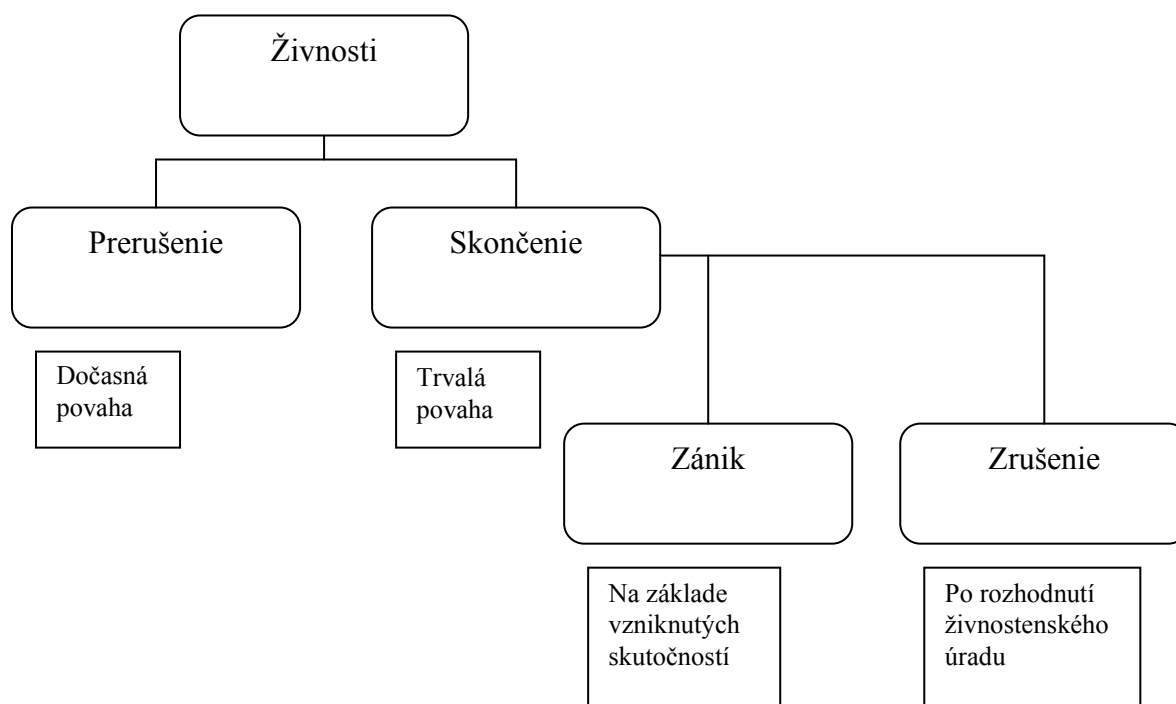 Živnosti
Prerušenie
Skončenie
Dočasná
povaha
Trvalá
povaha
Zánik
Zrušenie
Na základe
vzniknutých
skutočností
Po rozhodnutí
živnostenského
úradu